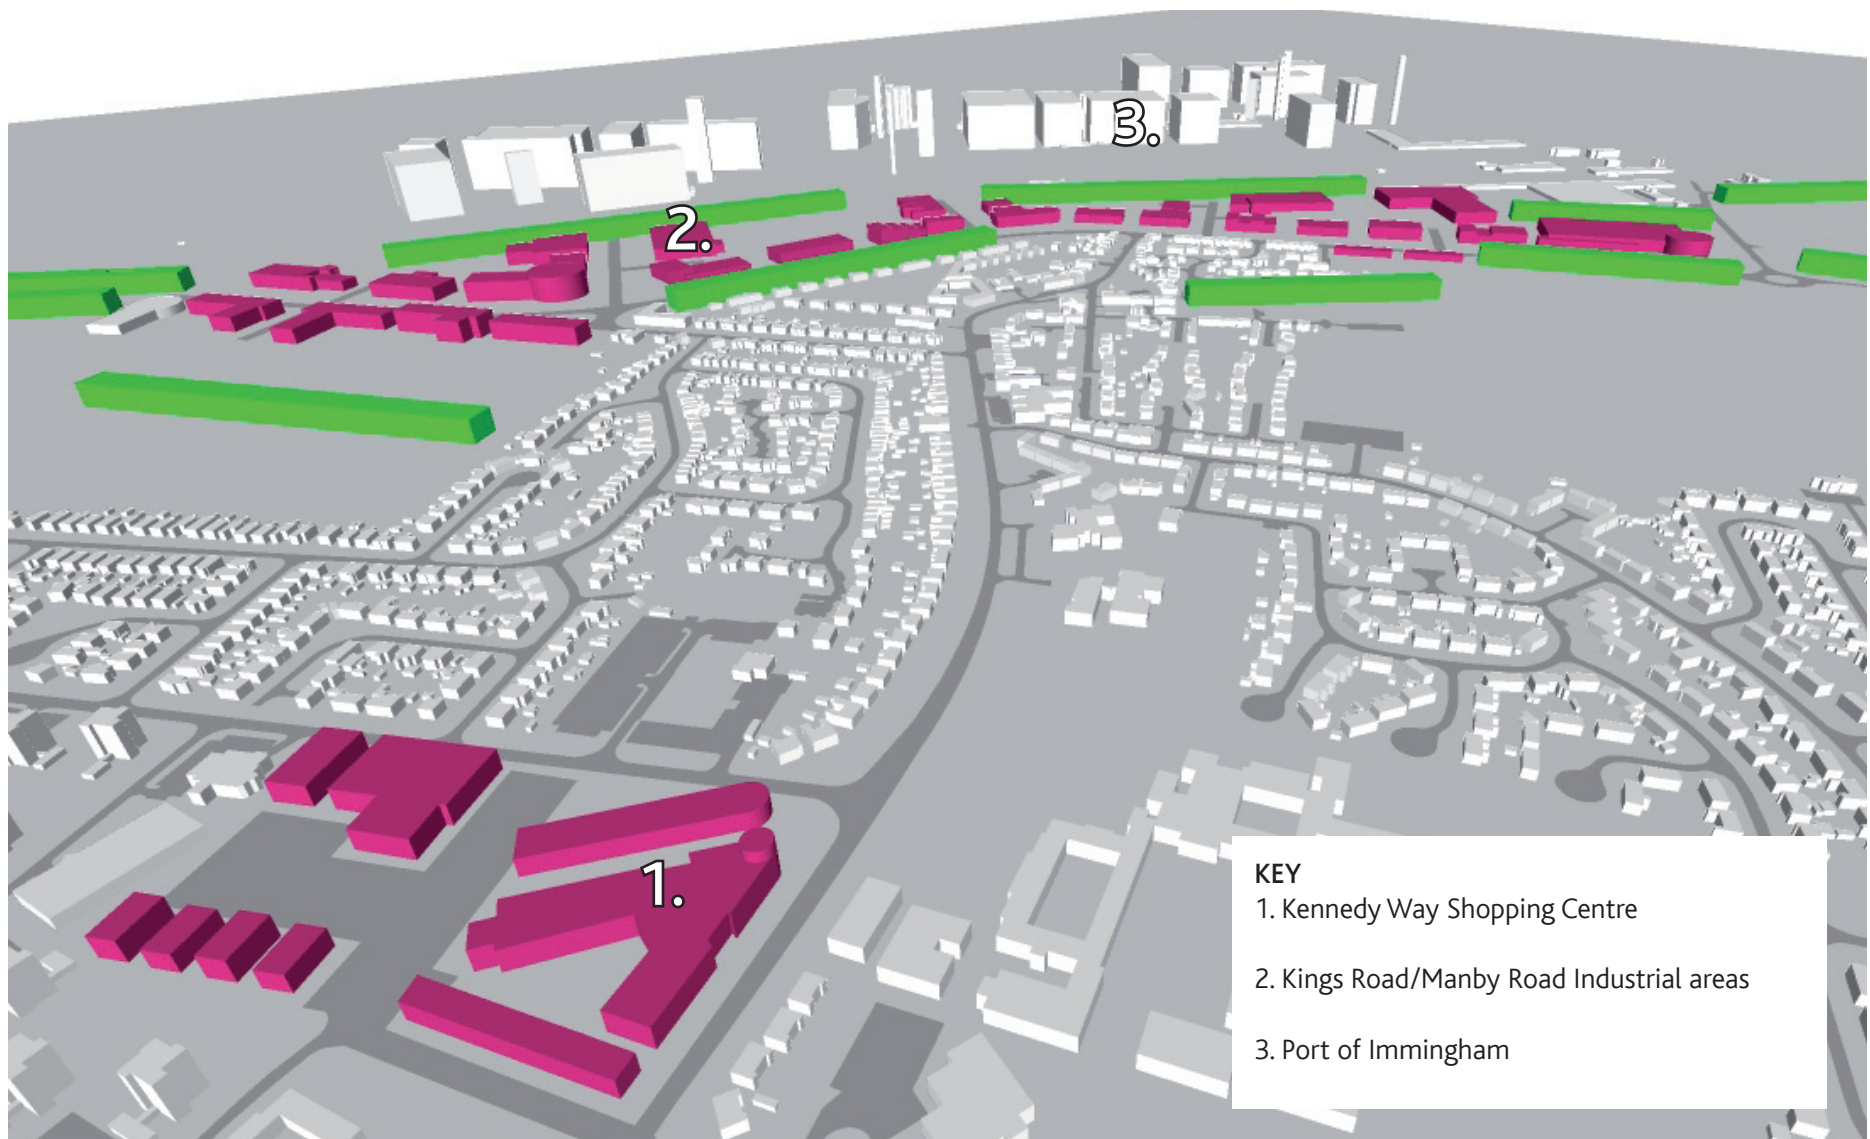 3.
2.
1.
KEY
1. Kennedy Way Shopping Centre
2. Kings Road/Manby Road Industrial areas
3. Port of Immingham